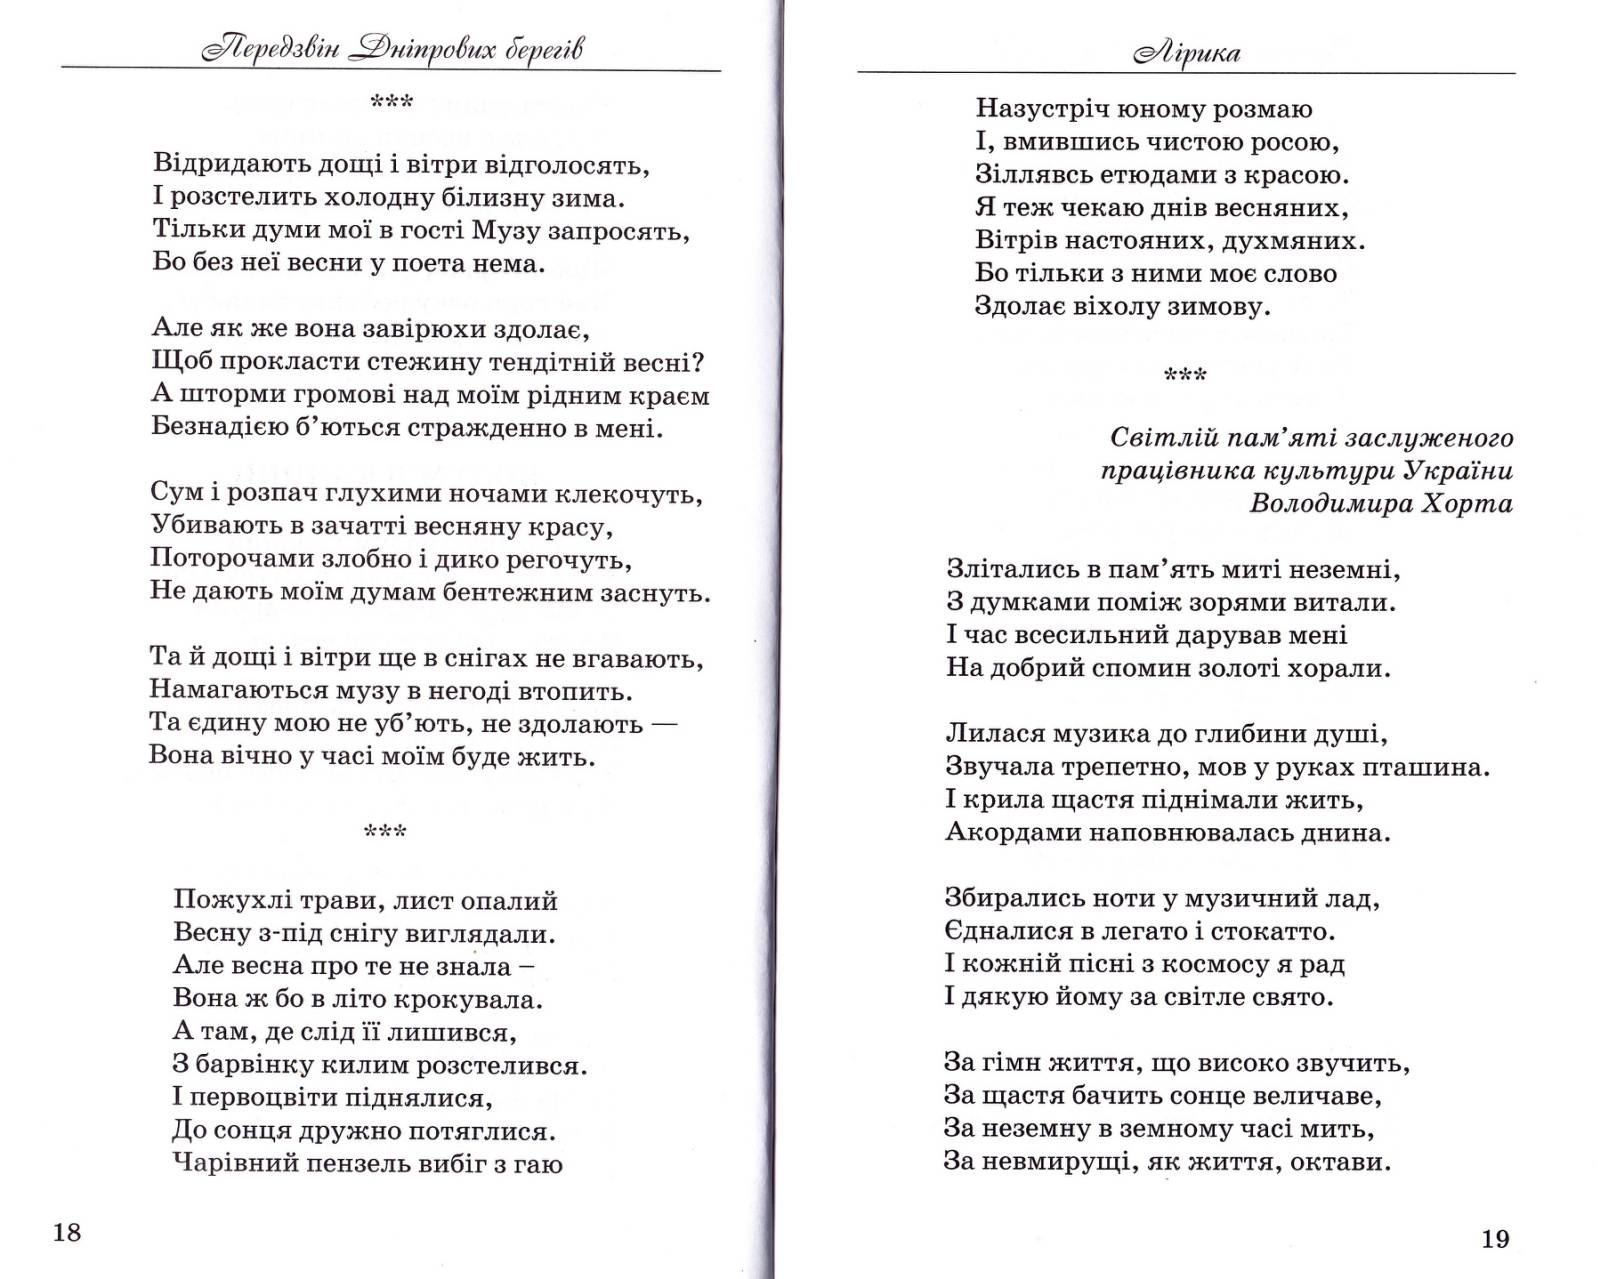 Передзвін Дніпрових берегів
***
Відридають дощі і вітри відголосять,
І розстелить холодну білизну зима.
Тільки думи мої в гості Музу запросять,
Бо без неї весни у поета нема.
Але як же вона завірюхи здолає,
Щоб прокласти стежину тендітній весні?
А шторми громові над моїм рідним краєм
Безнадією б’ються стражденно в мені.
Сум і розпач глухими ночами клекочуть,
Убивають в зачатті весняну красу,
Поторочами злобно і дико регочуть,
Не дають моїм думам бентежним заснуть.
Та й дощі і вітри ще в снігах не вгавають,
Намагаються музу в негоді втопить.
Та єдину мою не уб’ють, не здолають —
Вона вічно у часі моїм буде жить.
***
Пожухлі трави, лист опалий
Весну з-під снігу виглядали.
Але весна про те не знала –
Вона ж бо в літо крокувала.
А там, де слід її лишився,
З барвінку килим розстелився.
І первоцвіти піднялися,
До сонця дружно потяглися.
Чарівний пензель вибіг з гаю
18
Лірика
Назустріч юному розмаю
І, вмившись чистою росою,
Зіллявсь етюдами з красою.
Я теж чекаю днів весняних,
Вітрів настояних, духмяних.
Бо тільки з ними моє слово
Здолає віхолу зимову.
***
Світлій пам’яті заслуженого
працівника культури України
Володимира Хорта
Злітались в пам’ять миті неземні,
З думками поміж зорями витали.
І час всесильний дарував мені
На добрий спомин золоті хорали.
Лилася музика до глибини душі,
Звучала трепетно, мов у руках пташина.
І крила щастя піднімали жить,
Акордами наповнювалась днина.
Збирались ноти у музичний лад,
Єдналися в легато і стокатто.
І кожній пісні з космосу я рад
І дякую йому за світле свято.
За гімн життя, що високо звучить,
За щастя бачить сонце величаве,
За неземну в земному часі мить,
За невмирущі, як життя, октави.
19